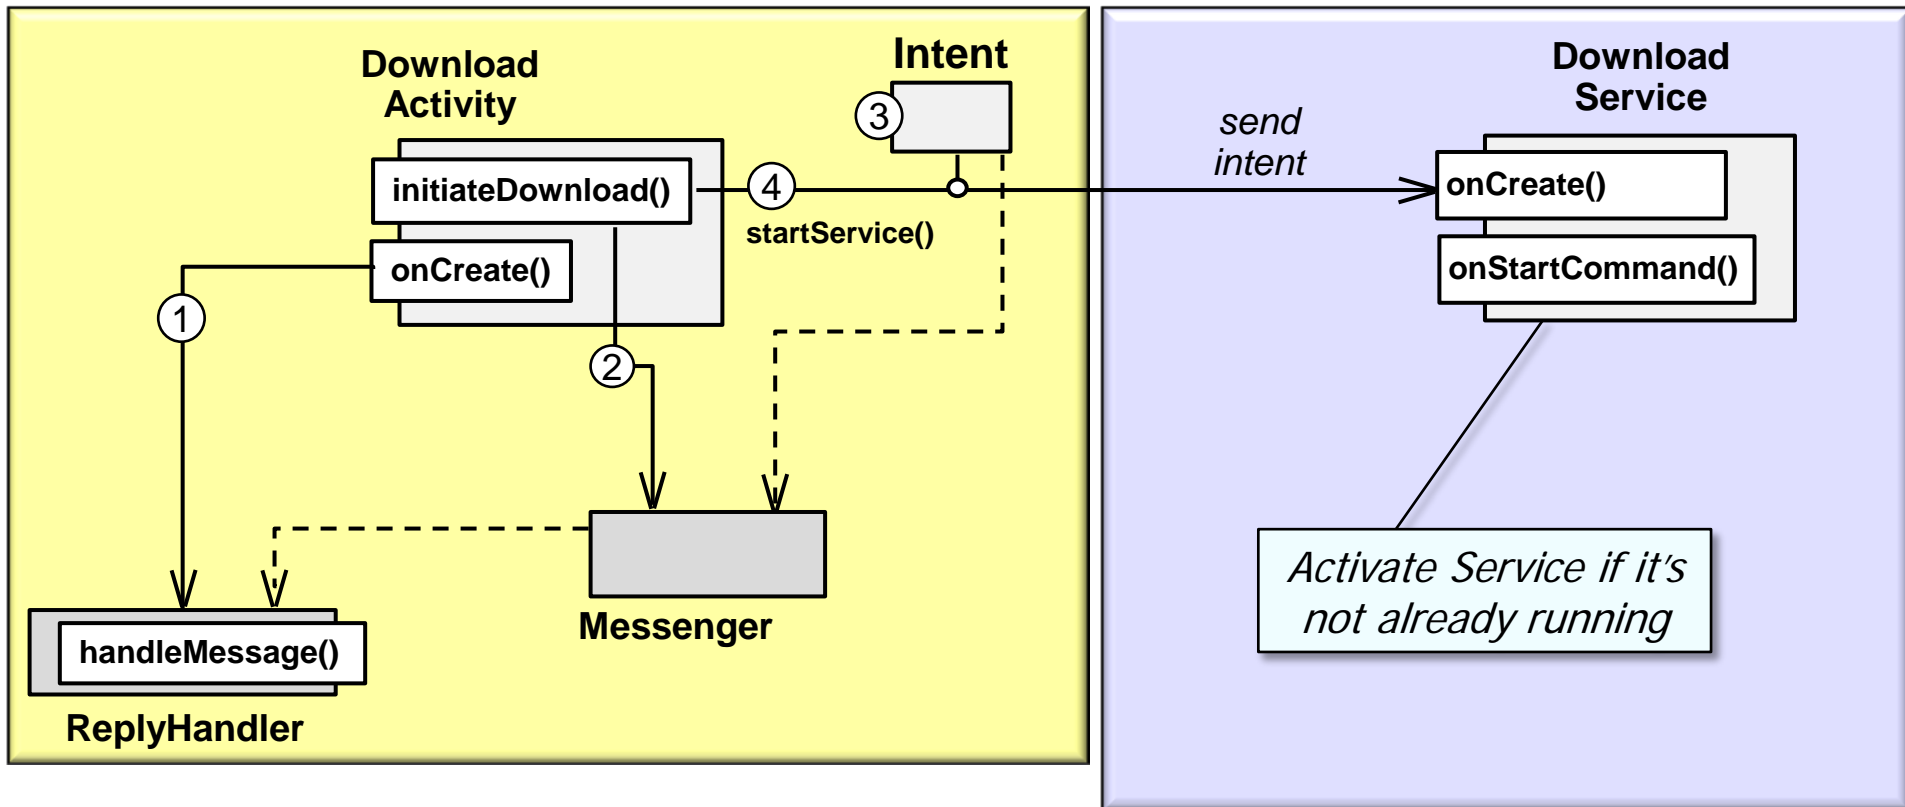 Download
Activity
Intent
3
initiateDownload()
4
startService()
onCreate()
1
2
Messenger
handleMessage()
ReplyHandler
send
intent
Download
Service
onCreate()
onStartCommand()
Activate Service if it's
not already running